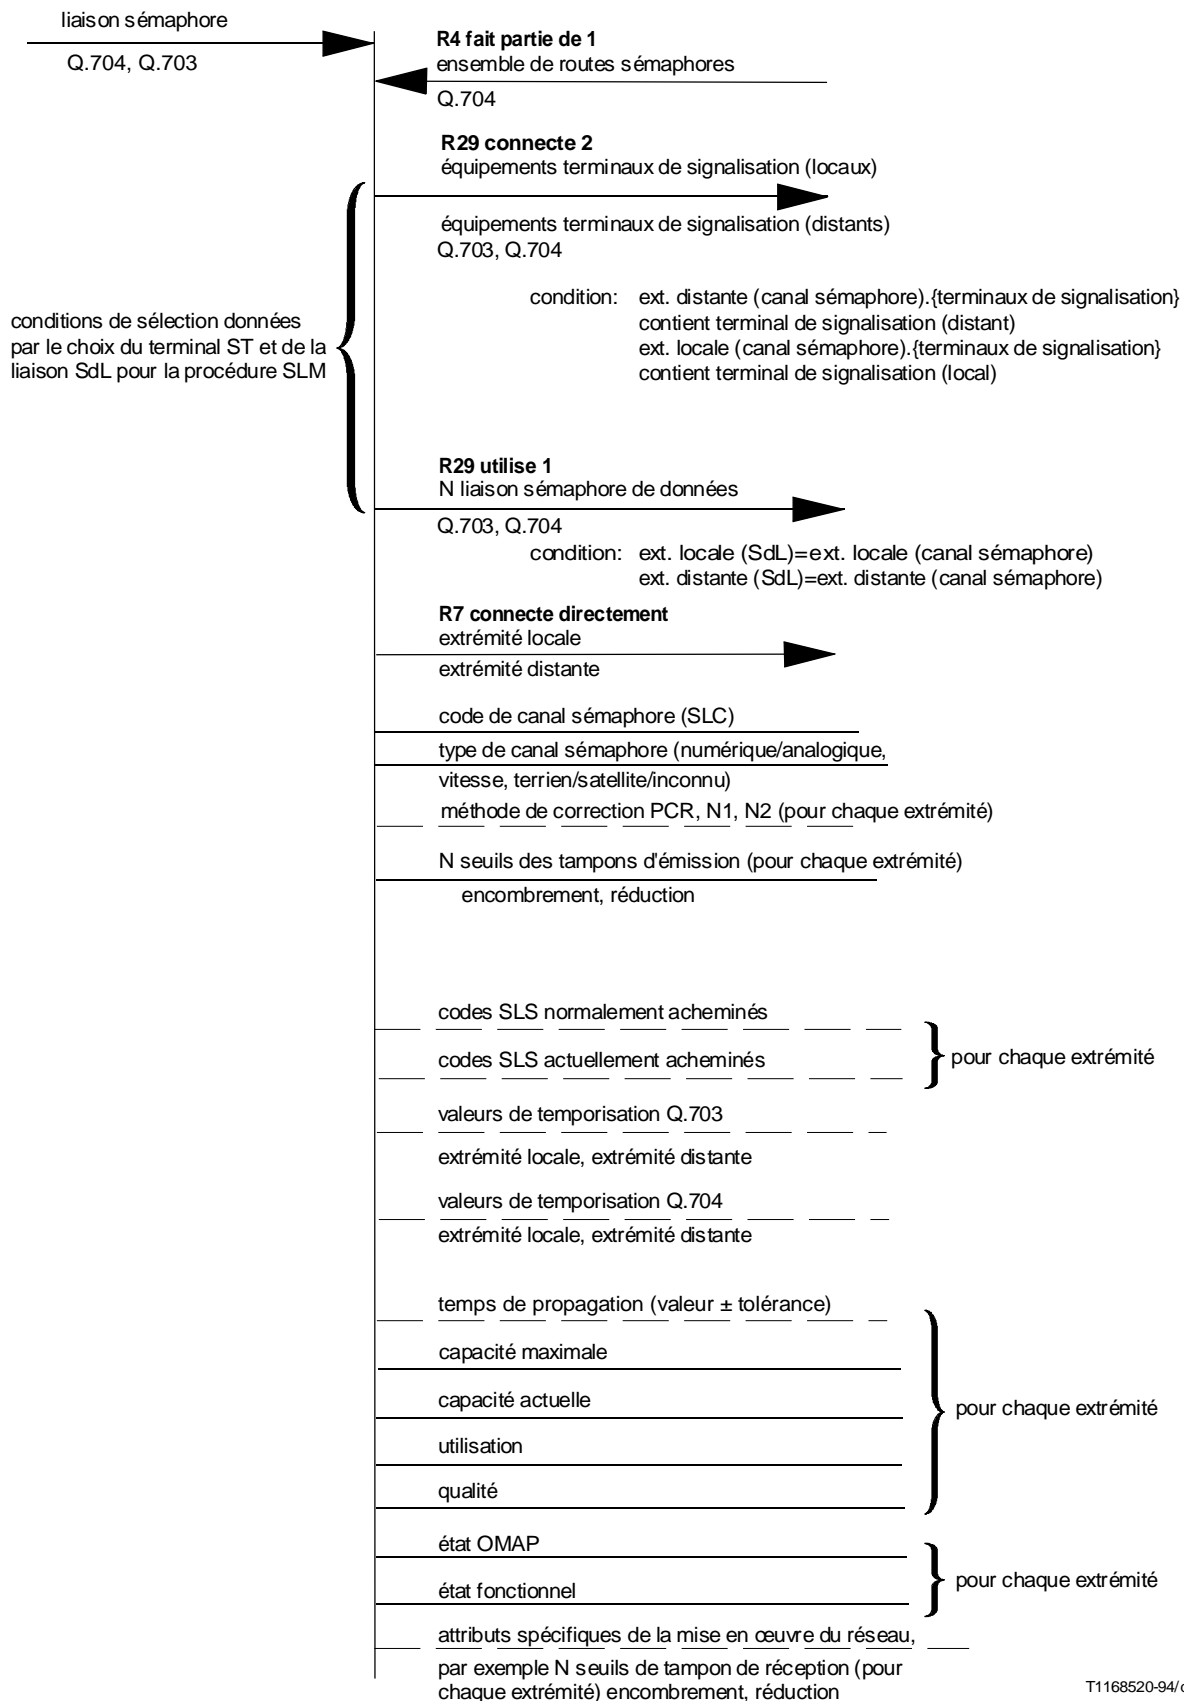 liaison sémaphore
Q.704, Q.703
R4 fait partie de 1
ensemble de routes sémaphores
Q.704
R29 connecte 2
équipements terminaux de signalisation (locaux)
équipements terminaux de signalisation (distants)
Q.703, Q.704
condition: ext. distante (canal sémaphore).{terminaux de signalisation}
contient terminal de signalisation (distant)
ext. locale (canal sémaphore).{terminaux de signalisation}
contient terminal de signalisation (local)
conditions de sélection données
par le choix du terminal ST et de la
liaison SdL pour la procédure SLM
R29 utilise 1
N liaison sémaphore de données
Q.703, Q.704
condition: ext. locale (SdL)=ext. locale (canal sémaphore)
ext. distante (SdL)=ext. distante (canal sémaphore)
R7 connecte directement
extrémité locale
extrémité distante
code de canal sémaphore (SLC)
type de canal sémaphore (numérique/analogique,
vitesse, terrien/satellite/inconnu)
méthode de correction PCR, N1, N2 (pour chaque extrémité)
N seuils des tampons d'émission (pour chaque extrémité)
encombrement, réduction
codes SLS normalement acheminés
codes SLS actuellement acheminés
pour chaque extrémité
valeurs de temporisation Q.703
extrémité locale, extrémité distante
valeurs de temporisation Q.704
extrémité locale, extrémité distante
temps de propagation (valeur ± tolérance)
capacité maximale
capacité actuelle
pour chaque extrémité
utilisation
qualité
état OMAP
pour chaque extrémité
état fonctionnel
attributs spécifiques de la mise en œuvre du réseau,
par exemple N seuils de tampon de réception (pour
chaque extrémité) encombrement, réduction